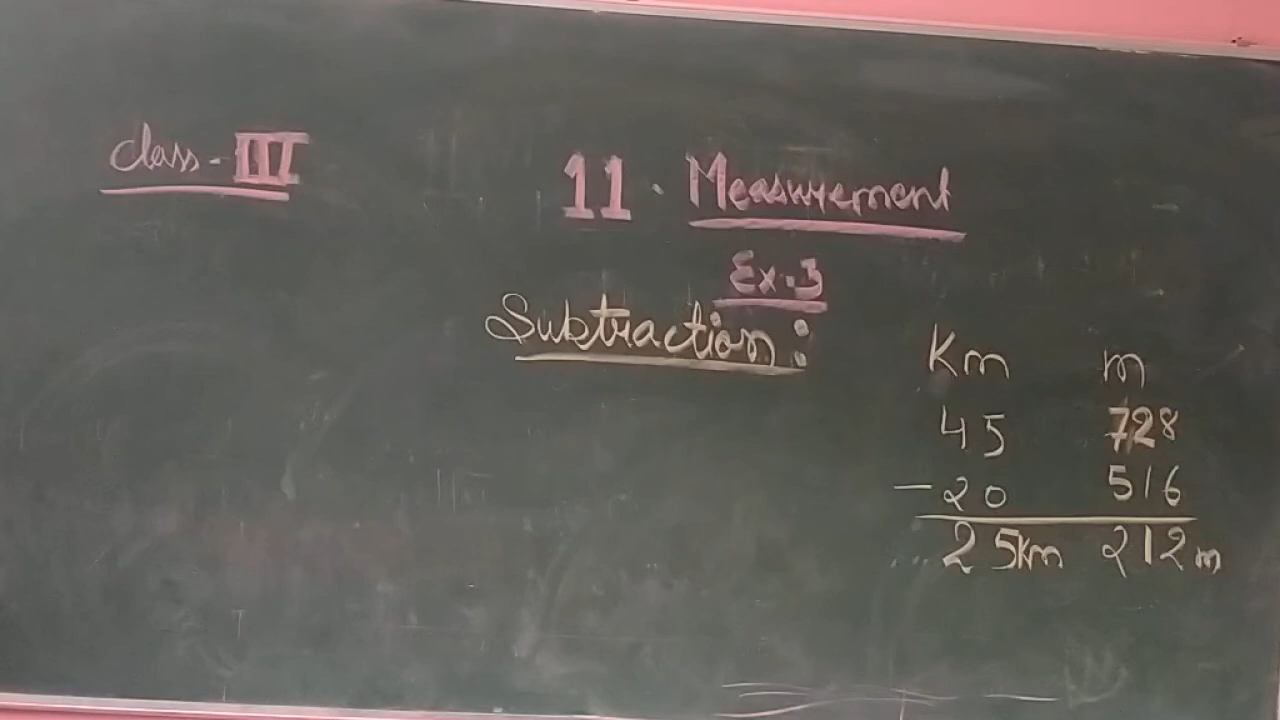 Class - III
11. Measurement
Ex. 3
Subtraction:
Km m
45 728
- 20 516
25km 212m